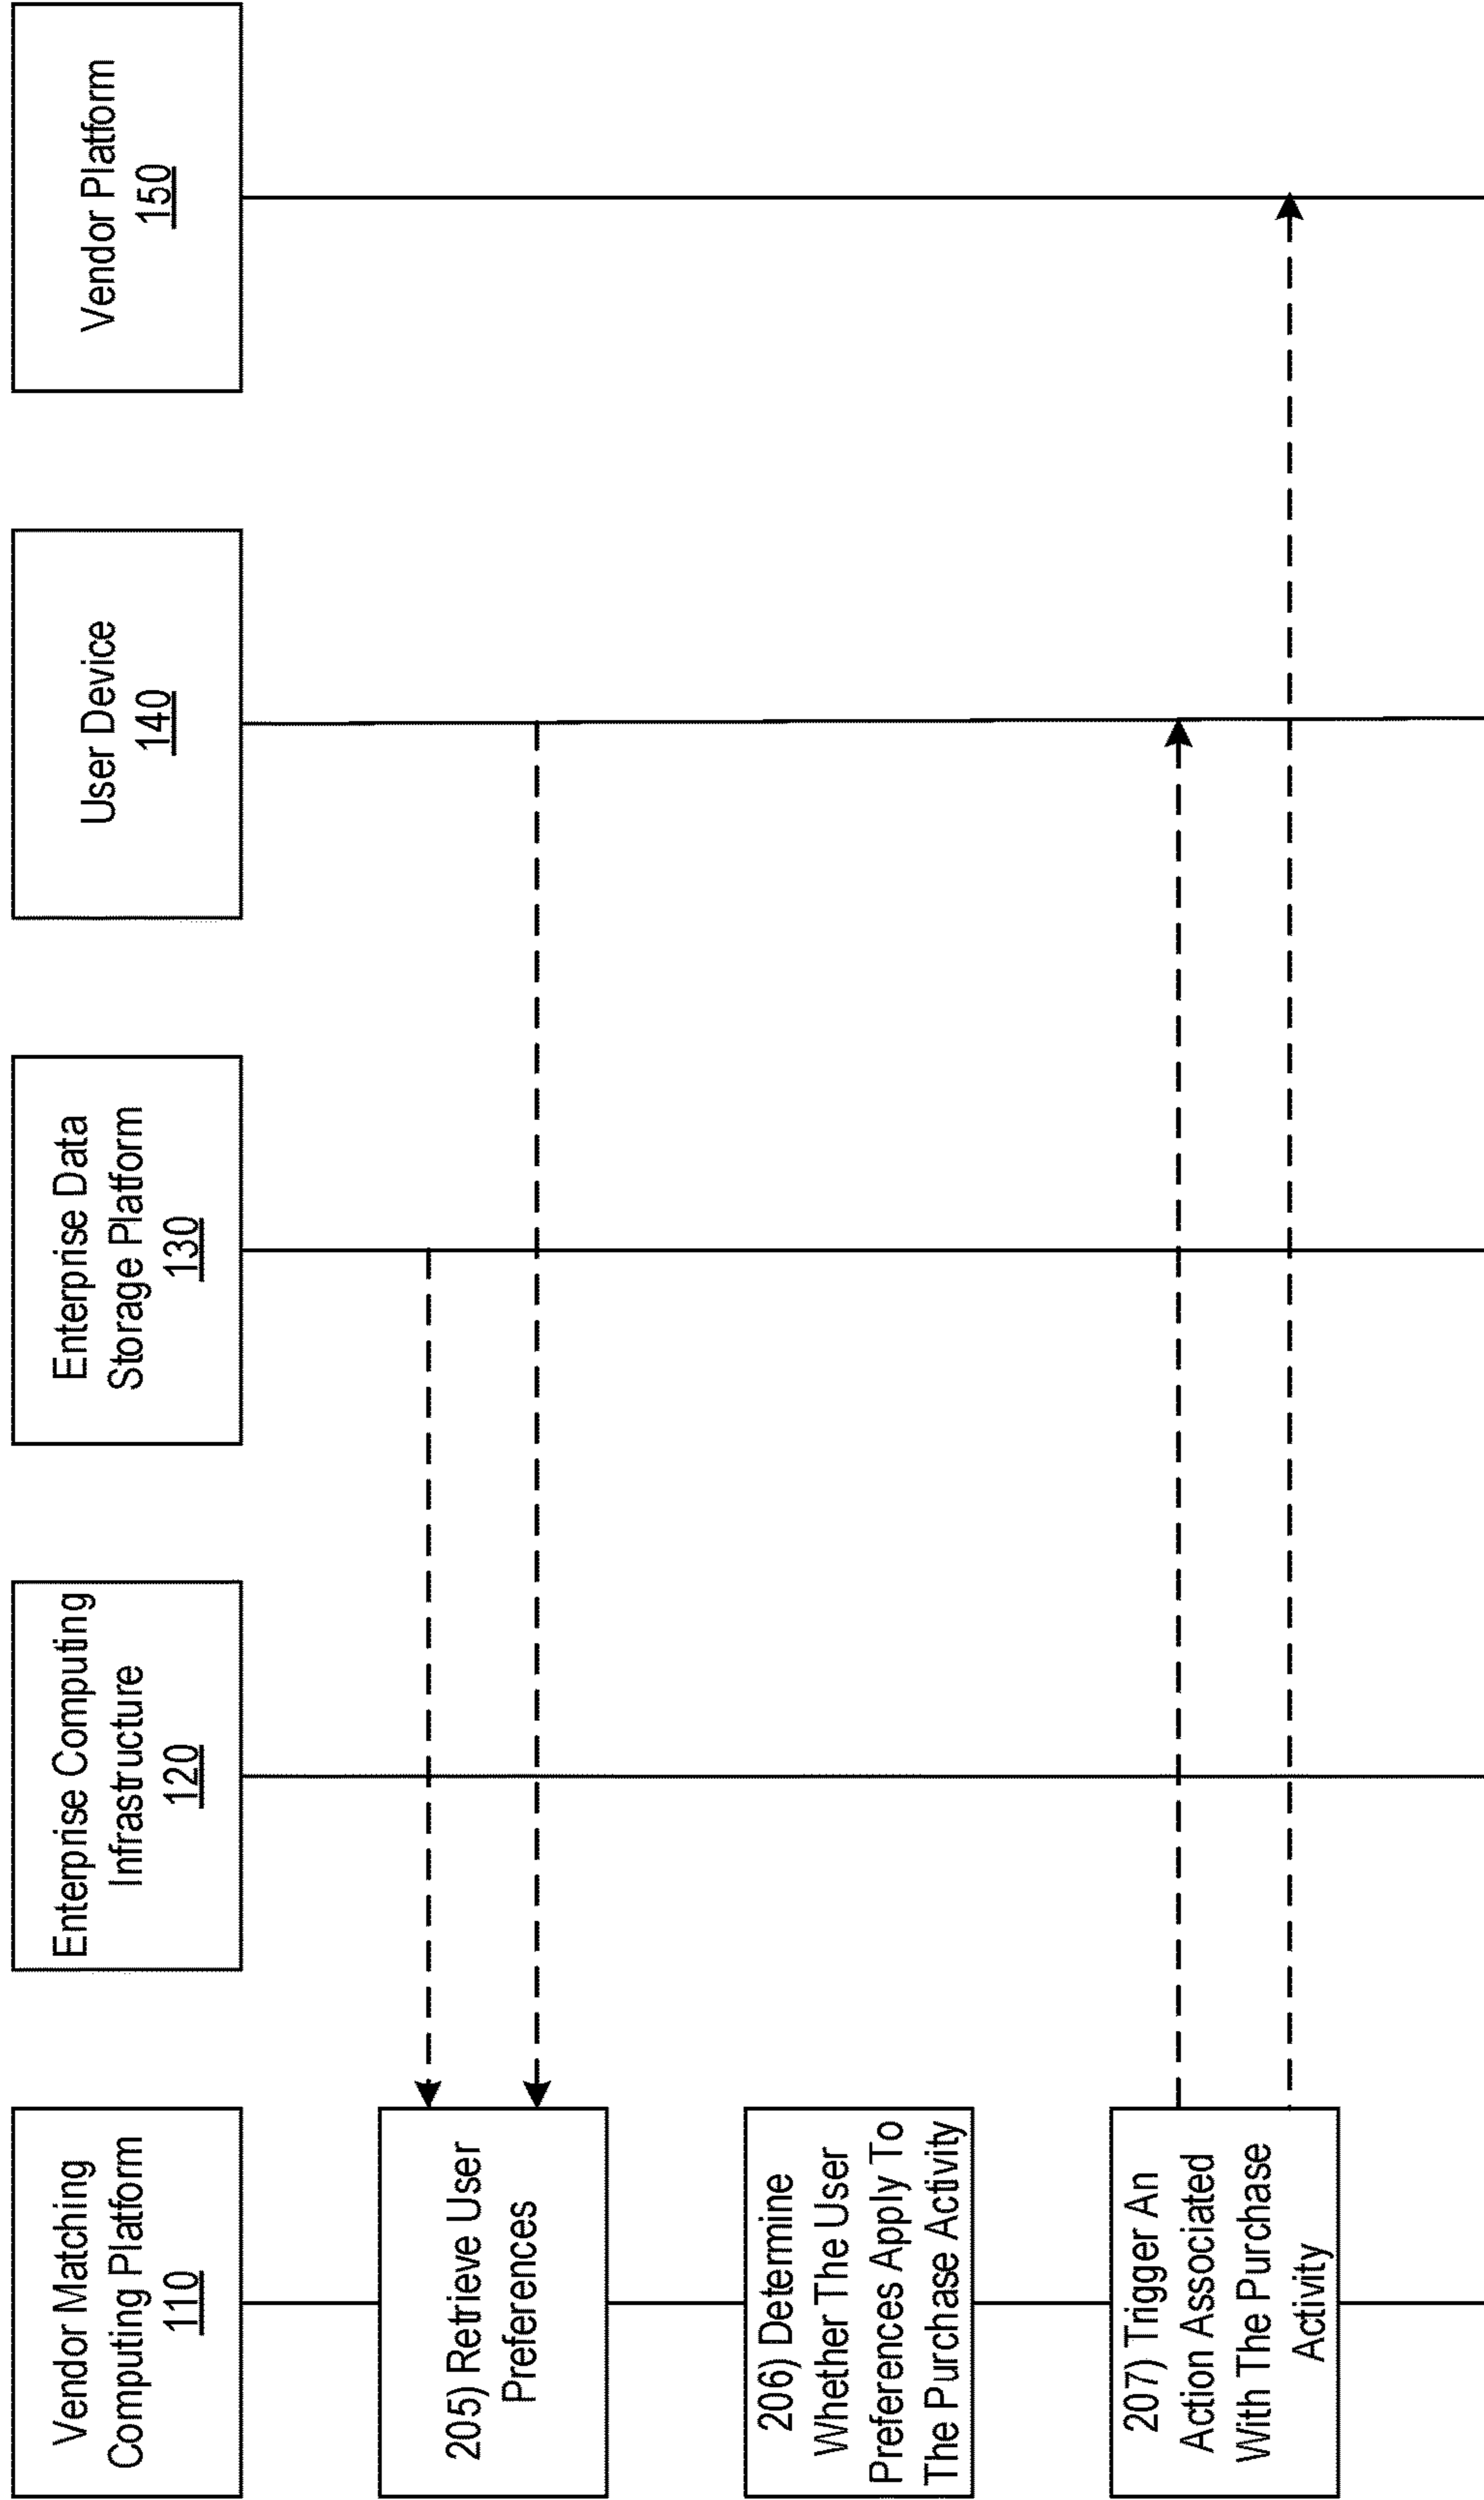 Vendor Matching
Computing Platform
110
Enterprise Computing
Infrastructure
120
Enterprise Data
Storage Platform
130
User Device
140
Vendor Platform
150
205) Retrieve User
Preferences
206) Determine
Whether The User
Preferences Apply To
The Purchase Activity
207) Trigger An
Action Associated
With The Purchase
Activity